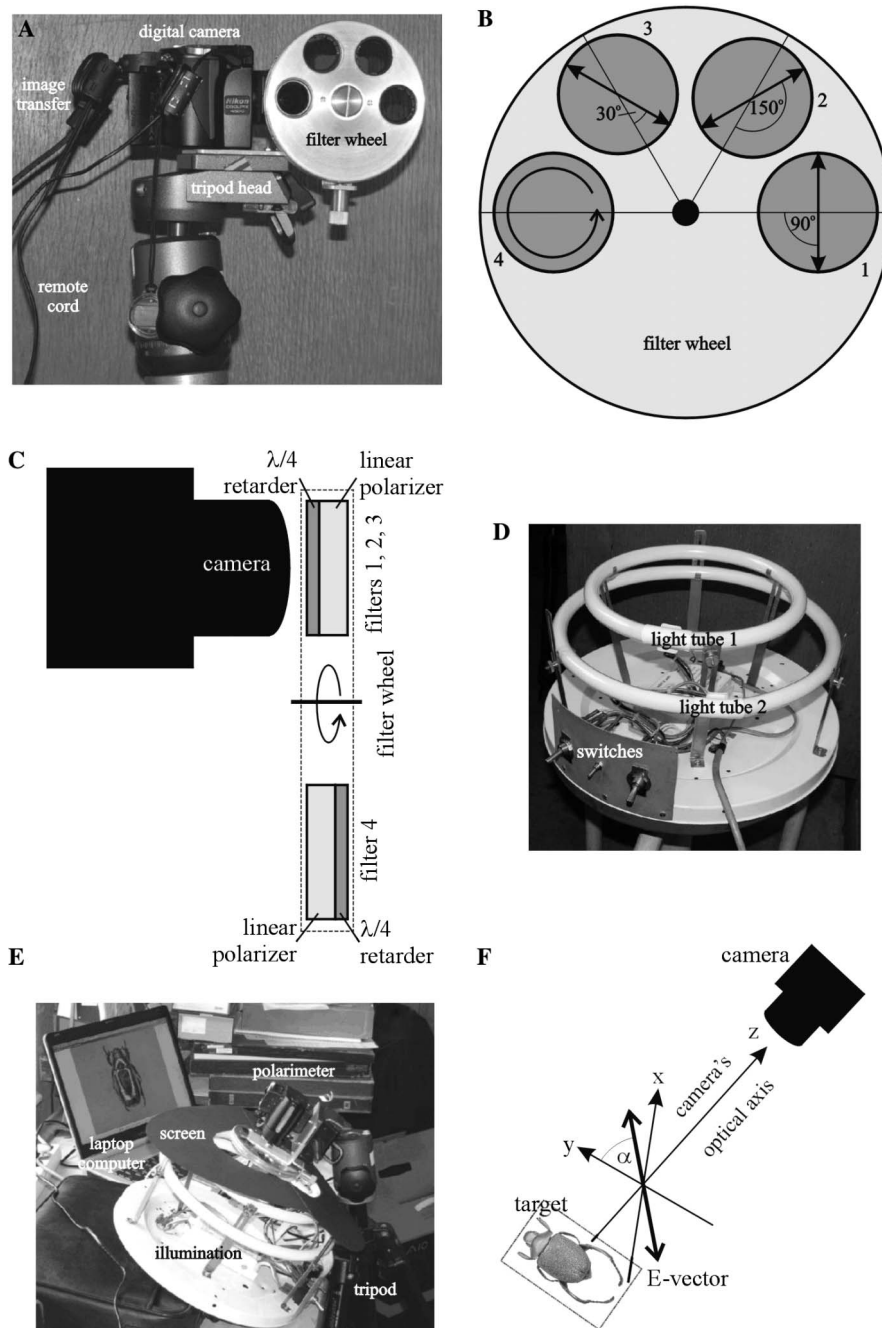 A
digital camera
image
transfer
Nikon
COOLPIX
filter wheel
tripod head
remote
cord
B
3
30°
150°
2
90°
4
1
filter wheel
C
λ/4
retarder
linear
polarizer
camera
filters 1, 2, 3
filter wheel
filter 4
linear
polarizer
λ/4
retarder
D
light tube 1
light tube 2
switches
E
polarimeter
laptop
computer
screen
illumination
tripod
F
camera
z
x
camera's
optical axis
y
α
target
E-vector